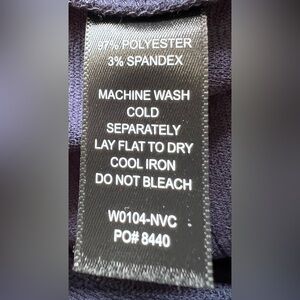 97% POLYESTER
3% SPANDEX
MACHINE WASH
COLD
SEPARATELY
LAY FLAT TO DRY
COOL IRON
DO NOT BLEACH
W0104-NVC
PO# 8440